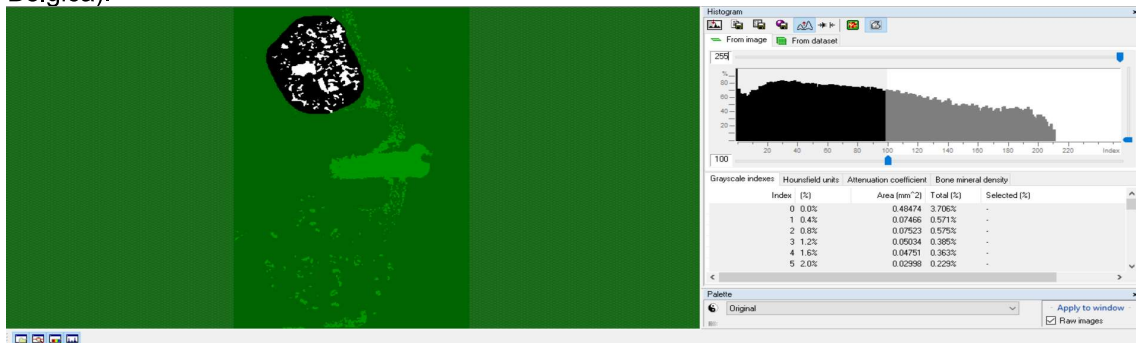 Histogram
From image From dataset
255
%
80
60
40
20
20 40 60 80 100 120 140 160 180 200 220 Index
100
Grayscale indexes Hounsfield units Attenuation coefficient Bone mineral density
Index (%) Area (mm^2) Total (%) Selected (%)
0 0.0% 0.48474 3.706% -
1 0.4% 0.07466 0.571% -
2 0.8% 0.07523 0.575% -
3 1.2% 0.05034 0.385% -
4 1.6% 0.04751 0.363% -
5 2.0% 0.02998 0.229% -
Palette
Original
Apply to window
Raw images